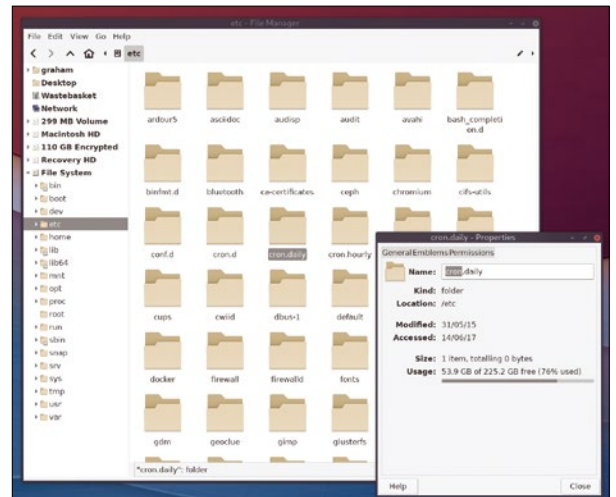 etc - File Manager
File Edit View Go Help
etc
graham
Desktop
Wastebasket
Network
299 MB Volume
Macintosh HD
110 GB Encrypted
Recovery HD
File System
bin
boot
dev
etc
home
lib
lib64
mnt
opt
proc
root
run
sbin
snap
srv
sys
tmp
usr
var
ardour5 asciidoc audisp audit avahi bash_completi
on.d
binfmt.d bluetooth ca-certificates ceph chromium cifs-utils
conf.d cron.d cron.daily cron.hourly
cups cwiid dbus-1 default
docker firewall firewalld fonts
gdm geoclue gimp glusterfs
"cron.daily": folder
cron.daily - Properties
General Emblems Permissions
Name: cron.daily
Kind: folder
Location: /etc
Modified: 31/05/15
Accessed: 14/06/17
Size: 1 item, totalling 0 bytes
Usage: 53.9 GB of 225.2 GB free (76% used)
Help Close